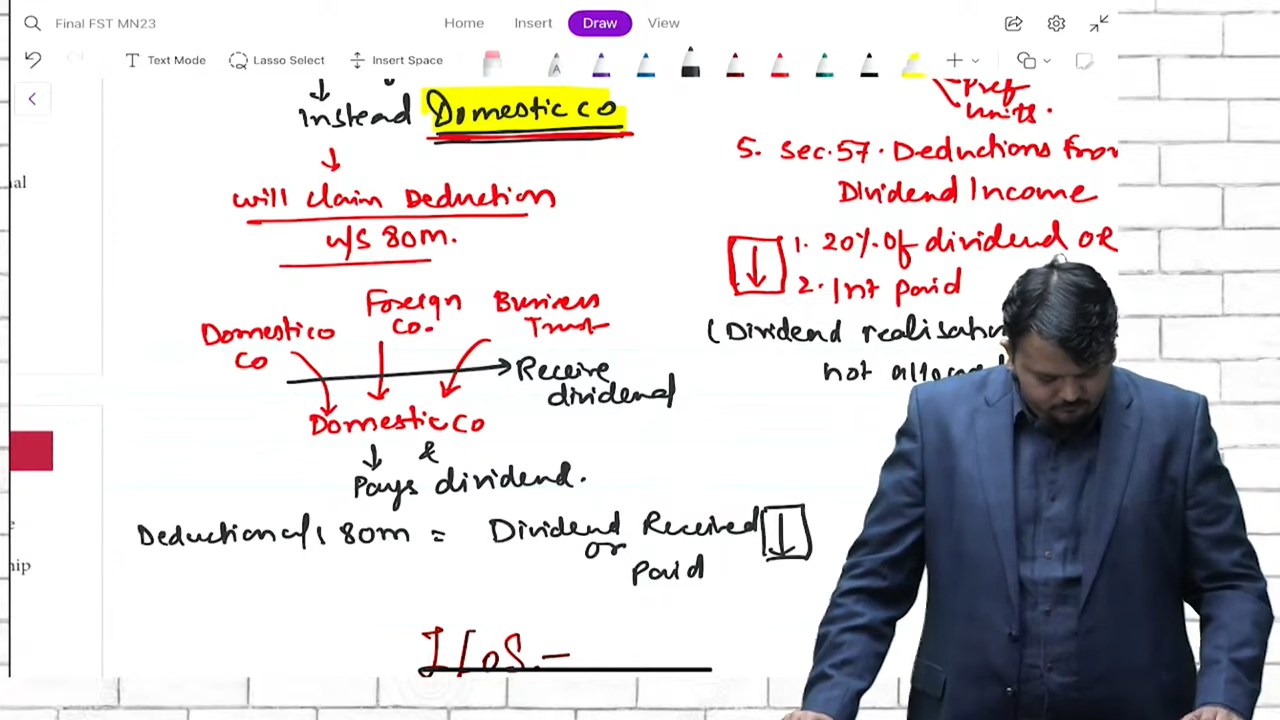 Final FST MN23
Home Insert Draw View
Text Mode Lasso Select Insert Space
Instead Domestic co
will claim Deduction
u/s 80M.
Domestico Co
Foreign Co.
Business Trust
Receive dividend
Domestic Co
&
Pays dividend.
Deduction u/s 80M = Dividend Received
or
Paid
I/OS. –
Pref
Units.
5. Sec. 57. Deductions from
Dividend Income
1. 20% of dividend OR
2. Int paid
(Dividend realisation
not allowed
al
e
hip